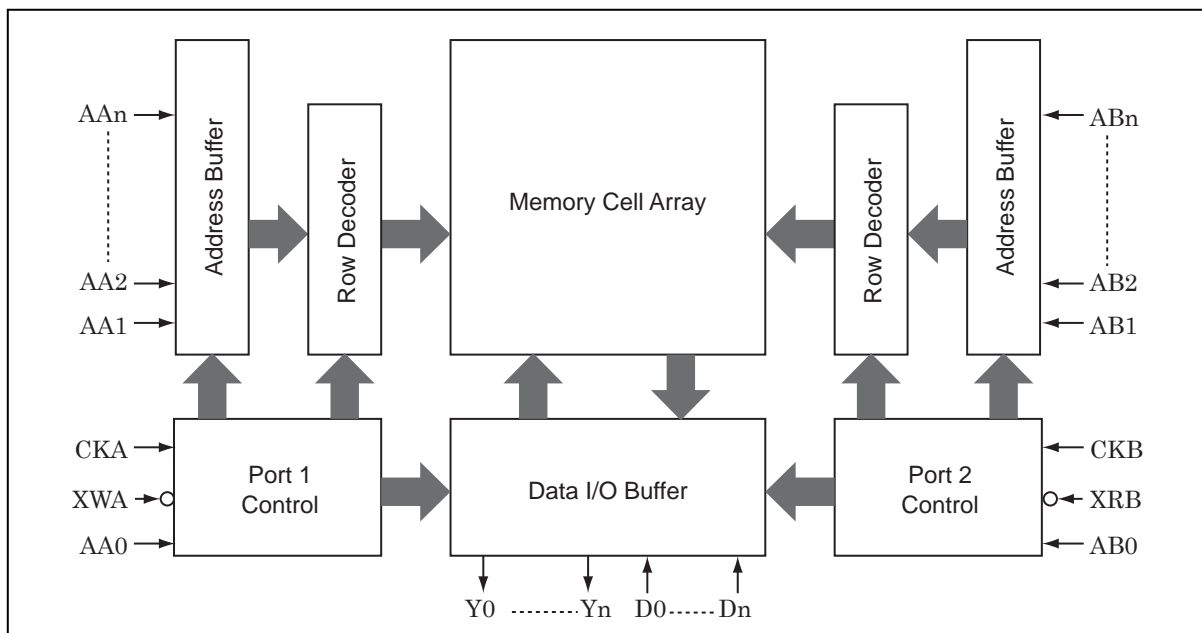 AAn
AA2
AA1
Address Buffer
Row Decoder
Memory Cell Array
Row Decoder
Address Buffer
ABn
AB2
AB1
CKA
XWA
AA0
Port 1
Control
Data I/O Buffer
Port 2
Control
CKB
XRB
AB0
Y0
Yn
D0
Dn